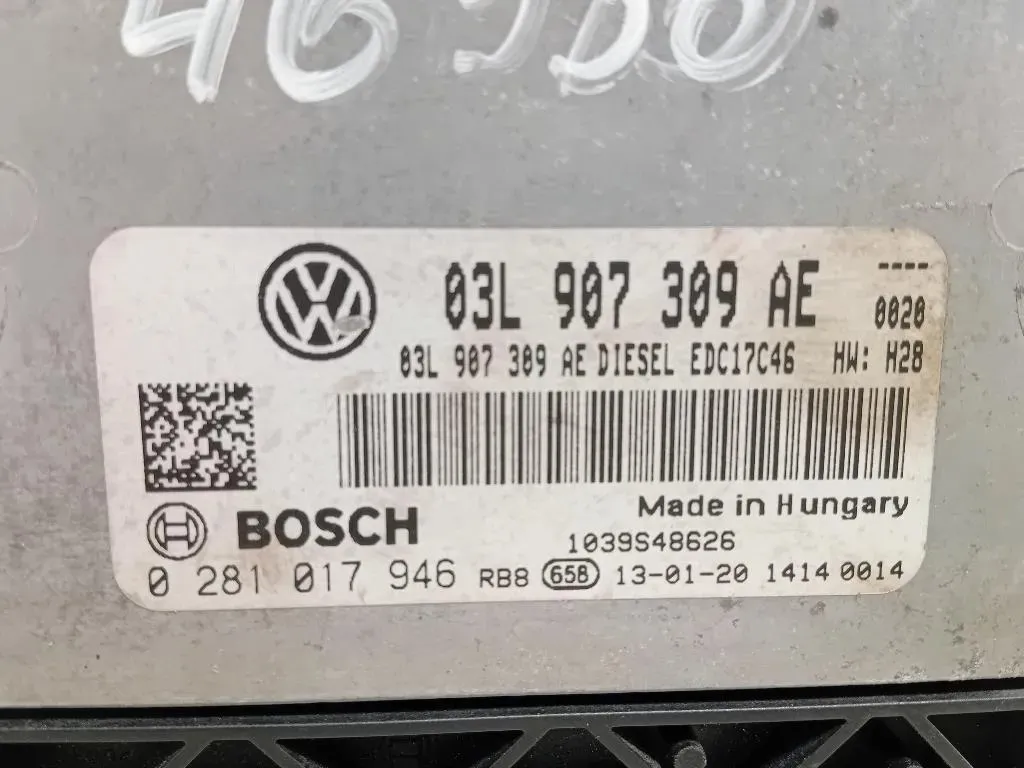 03L 907 309 AE ----
0020
03L 907 309 AE DIESEL EDC17C46 HW: H28
Made in Hungary
BOSCH
1039S48626
0 281 017 946 RB8 658 13-01-20 1414 0014